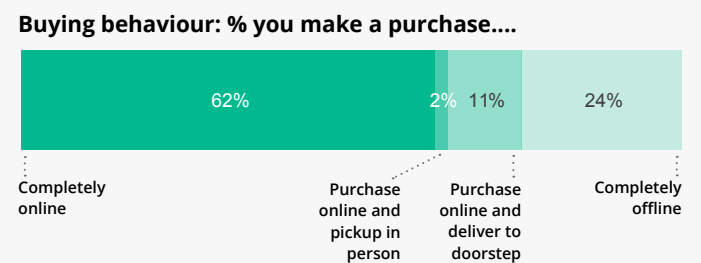 Buying behaviour: % you make a purchase....
62%
2%
11%
24%
Completely
online
Purchase
online and
pickup in
person
Purchase
online and
deliver to
doorstep
Completely
offline